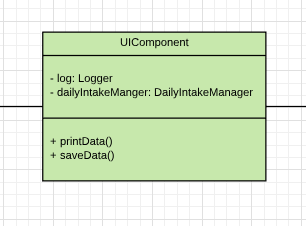 UIComponent
- log: Logger
- dailyIntakeManger: DailyIntakeManager
+ printData()
+ saveData()